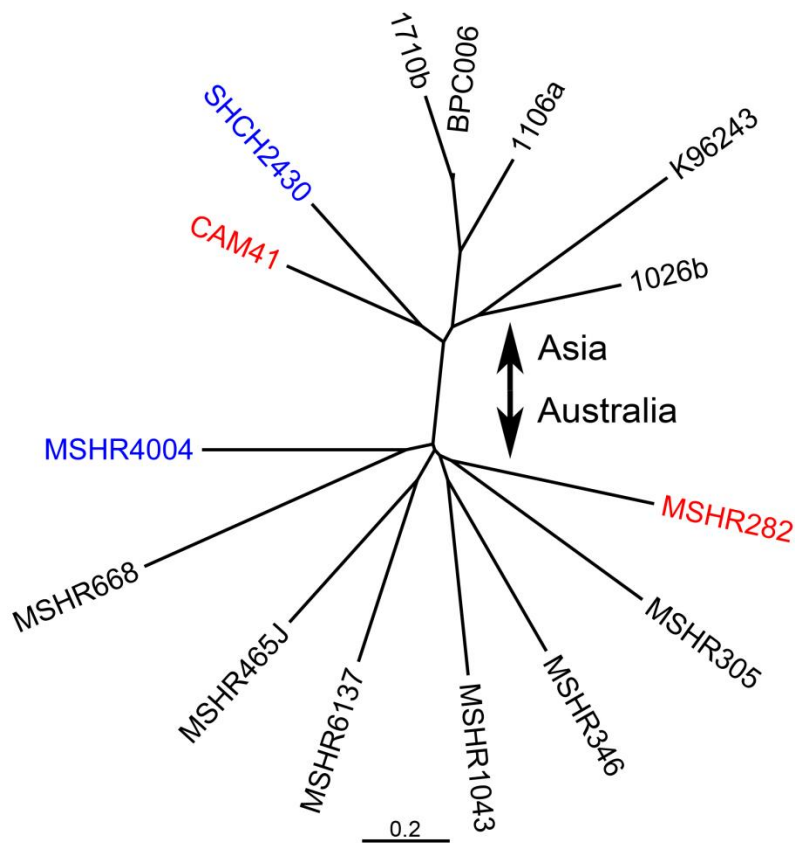 1710b
BPC006
1106a
SHCH2430
K96243
CAM41
1026b
Asia
Australia
MSHR4004
MSHR282
MSHR668
MSHR305
MSHR465J
MSHR346
MSHR6137
MSHR1043
0.2